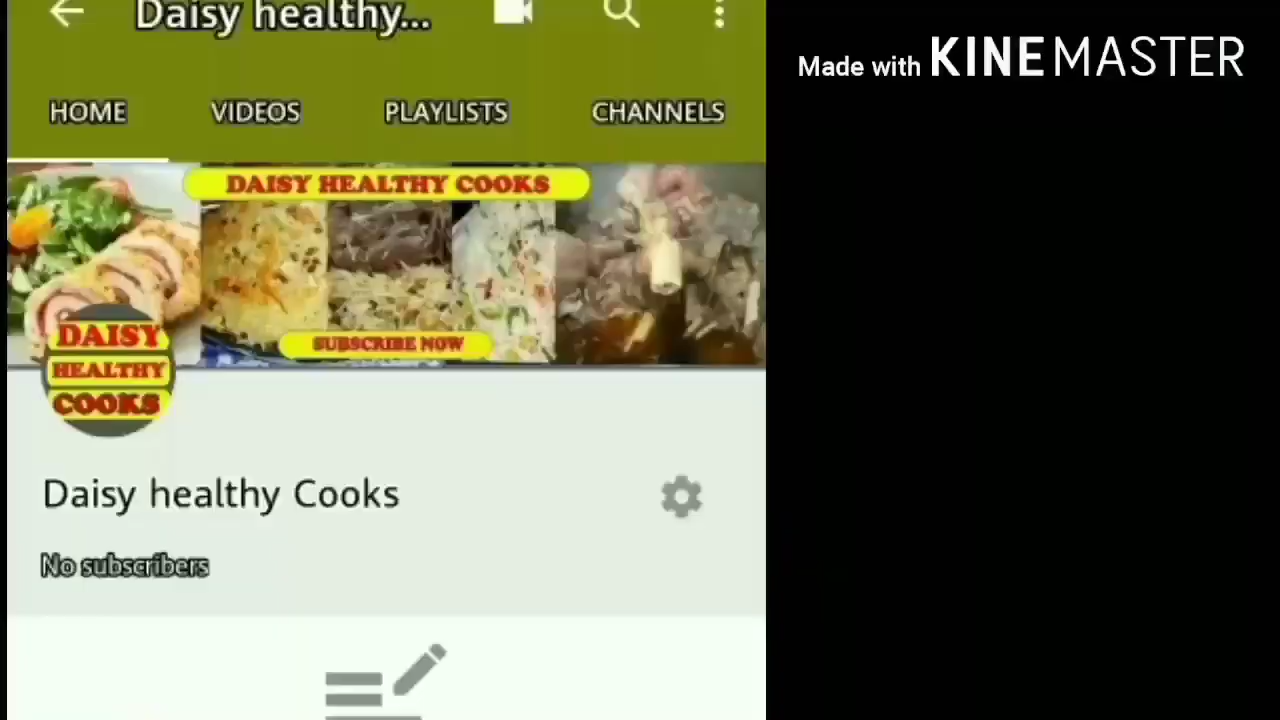 Daisy healthy...
Made with KINEMASTER
HOME VIDEOS PLAYLISTS CHANNELS
DAISY HEALTHY COOKS
SUBSCRIBE NOW
DAISY
HEALTHY
COOKS
Daisy healthy Cooks
No subscribers